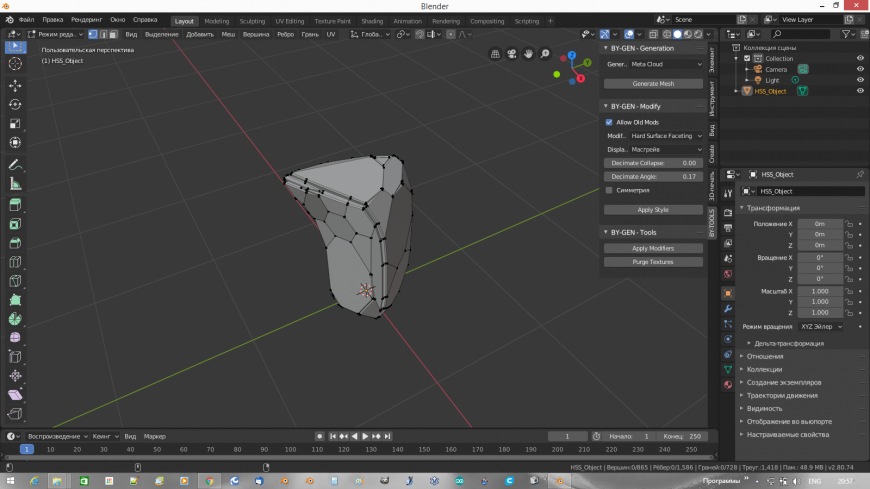 Blender
Файл Правка Рендеринг Окно Справка Layout Modeling Sculpting UV Editing Texture Paint Shading Animation Rendering Compositing Scripting + Scene View Layer
Режим реда… Вид Выделение Добавить Меш Вершина Ребро Грань UV Глоба…
Пользовательская перспектива
(1) HSS_Object
Z
Y
X
BY-GEN - Generation
Gener… Meta Cloud
Generate Mesh
BY-GEN - Modify
Allow Old Mods
Modif… Hard Surface Faceting
Displa… Масгрейв
Decimate Collapse: 0.00
Decimate Angle: 0.17
Симметрия
Apply Style
BY-GEN - Tools
Apply Modifiers
Purge Textures
Элемент
Инструмент
Вид
Create
3D-печать
BY-TOOLS
Коллекция сцены
Collection
Camera
Light
HSS_Object
HSS_Object
HSS_Object
Трансформация
Положение X 0m
Y 0m
Z 0m
Вращение X 0°
Y 0°
Z 0°
Масштаб X 1.000
Y 1.000
Z 1.000
Режим вращения XYZ Эйлер
Дельта-трансформация
Отношения
Коллекции
Создание экземпляров
Траектории движения
Видимость
Отображение во вьюпорте
Настраиваемые свойства
Воспроизведение Кеинг Вид Маркер 1 Начало: 1 Конец: 250
1 10 20 30 40 50 60 70 80 90 100 110 120 130 140 150 160 170 180 190 200 210 220 230 240 250
HSS_Object | Вершин:0/865 | Рёбер:0/1,586 | Граней:0/728 | Треуг.:1,416 | Пам.: 48.9 MB | v2.80.74
Программы » ENG 20:57